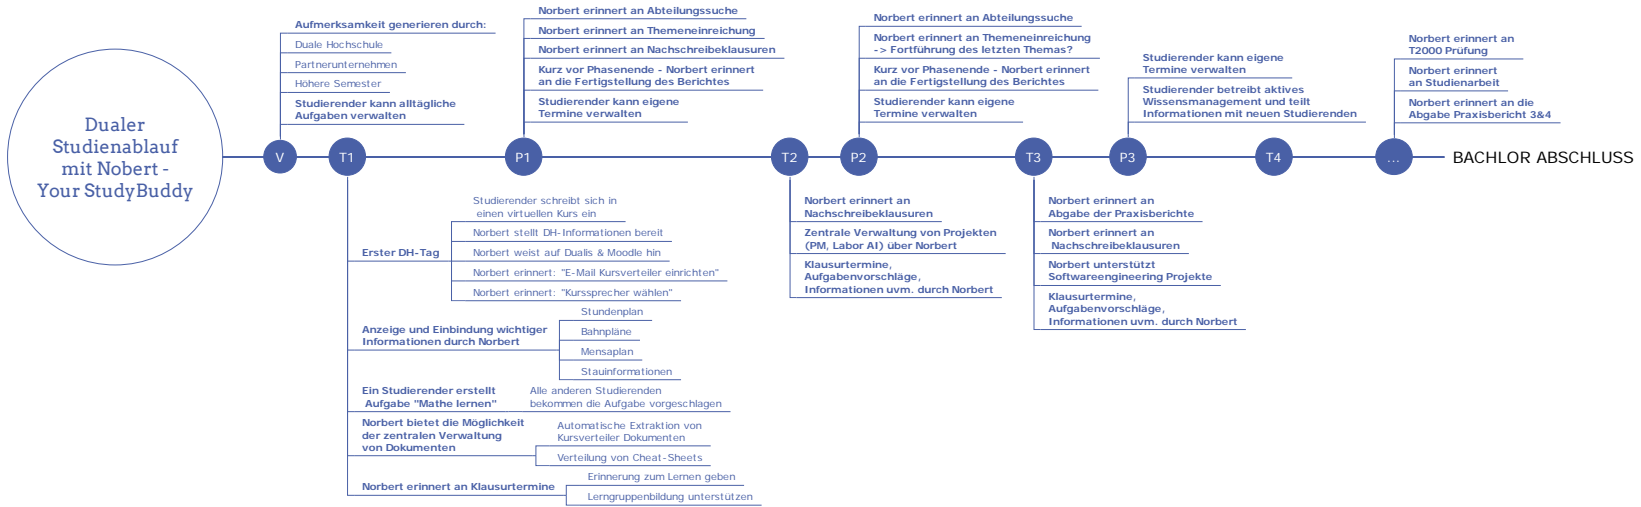 Dualer
Studienablauf
mit Nobert -
Your StudyBuddy
V
Aufmerksamkeit generieren durch:
Duale Hochschule
Partnerunternehmen
Höhere Semester
Studierender kann alltägliche
Aufgaben verwalten
T1
Erster DH-Tag
Studierender schreibt sich in
einen virtuellen Kurs ein
Norbert stellt DH-Informationen bereit
Norbert weist auf Dualis & Moodle hin
Norbert erinnert: "E-Mail Kursverteiler einrichten"
Norbert erinnert: "Kurssprecher wählen"
Anzeige und Einbindung wichtiger
Informationen durch Norbert
Stundenplan
Bahnpläne
Mensaplan
Stauinformationen
Ein Studierender erstellt
Aufgabe "Mathe lernen"
Alle anderen Studierenden
bekommen die Aufgabe vorgeschlagen
Norbert bietet die Möglichkeit
der zentralen Verwaltung
von Dokumenten
Automatische Extraktion von
Kursverteiler Dokumenten
Verteilung von Cheat-Sheets
Norbert erinnert an Klausurtermine
Erinnerung zum Lernen geben
Lerngruppenbildung unterstützen
P1
Norbert erinnert an Abteilungssuche
Norbert erinnert an Themeneinreichung
Norbert erinnert an Nachschreibeklausuren
Kurz vor Phasenende - Norbert erinnert
an die Fertigstellung des Berichtes
Studierender kann eigene
Termine verwalten
T2
Norbert erinnert an
Nachschreibeklausuren
Zentrale Verwaltung von Projekten
(PM, Labor AI) über Norbert
Klausurtermine,
Aufgabenvorschläge,
Informationen uvm. durch Norbert
P2
Norbert erinnert an Abteilungssuche
Norbert erinnert an Themeneinreichung
-> Fortführung des letzten Themas?
Kurz vor Phasenende - Norbert erinnert
an die Fertigstellung des Berichtes
Studierender kann eigene
Termine verwalten
T3
Norbert erinnert an
Abgabe der Praxisberichte
Norbert erinnert an
Nachschreibeklausuren
Norbert unterstützt
Softwareengineering Projekte
Klausurtermine,
Aufgabenvorschläge,
Informationen uvm. durch Norbert
P3
Studierender kann eigene
Termine verwalten
Studierender betreibt aktives
Wissensmanagement und teilt
Informationen mit neuen Studierenden
T4
...
Norbert erinnert an
T2000 Prüfung
Norbert erinnert
an Studienarbeit
Norbert erinnert an die
Abgabe Praxisbericht 3&4
BACHLOR ABSCHLUSS